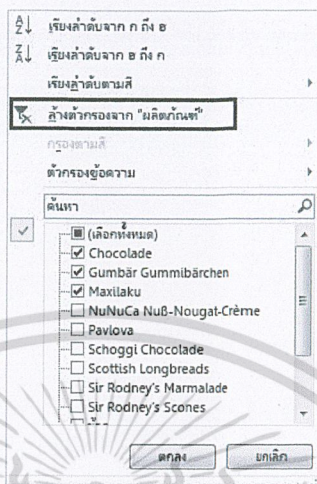 เรียงลำดับจาก ก ถึง ฮ
เรียงลำดับจาก ฮ ถึง ก
เรียงลำดับตามสี
ล้างตัวกรองจาก "ผลิตภัณฑ์"
กรองตามสี
ตัวกรองข้อความ
ค้นหา
(เลือกทั้งหมด)
Chocolade
Gumbär Gummibärchen
Maxilaku
NuNuCa Nuß-Nougat-Crème
Pavlova
Schoggi Chocolade
Scottish Longbreads
Sir Rodney's Marmalade
Sir Rodney's Scones
ตกลง ยกเลิก